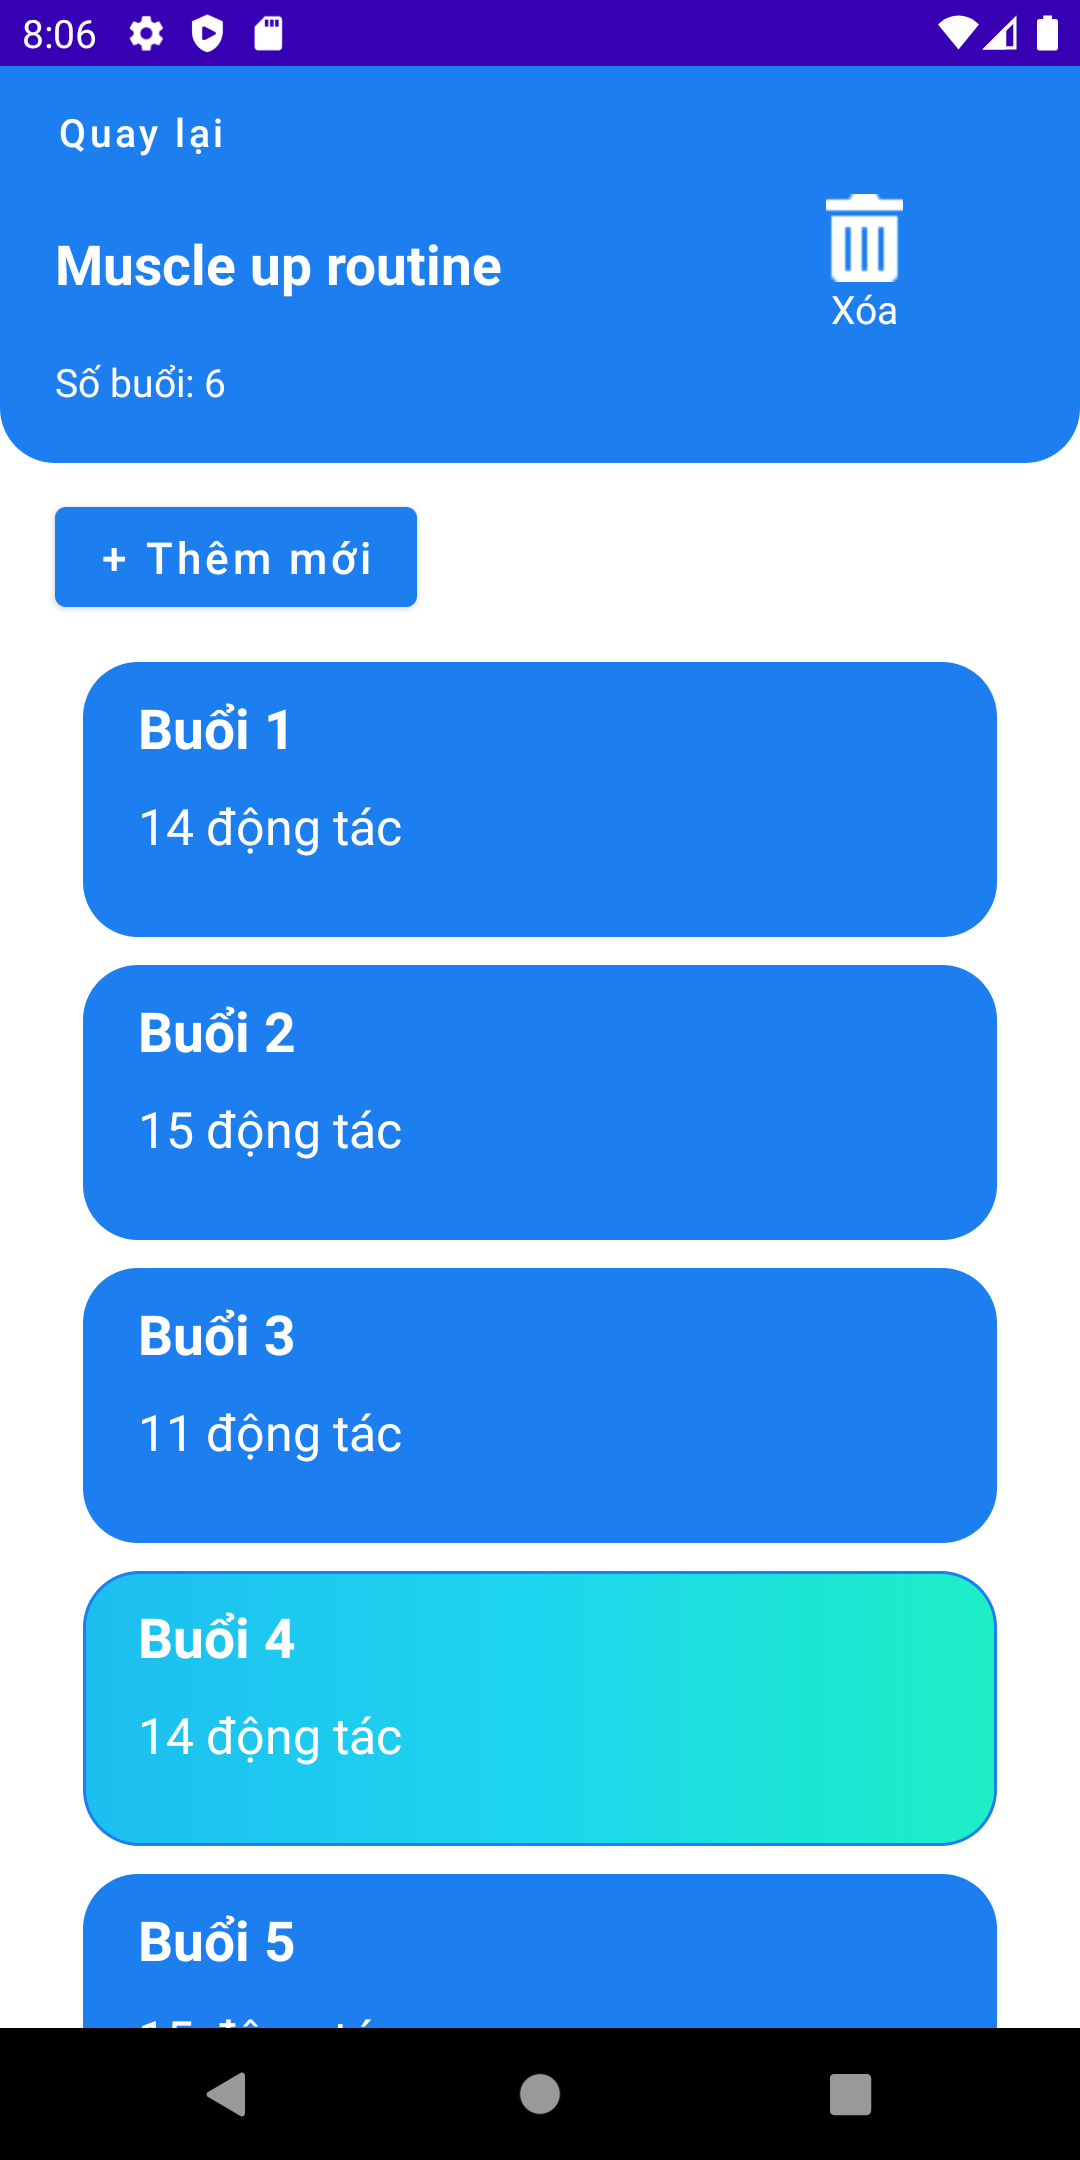 8:06
Quay lại
Muscle up routine
Xóa
Số buổi: 6
+ Thêm mới
Buổi 1
14 động tác
Buổi 2
15 động tác
Buổi 3
11 động tác
Buổi 4
14 động tác
Buổi 5